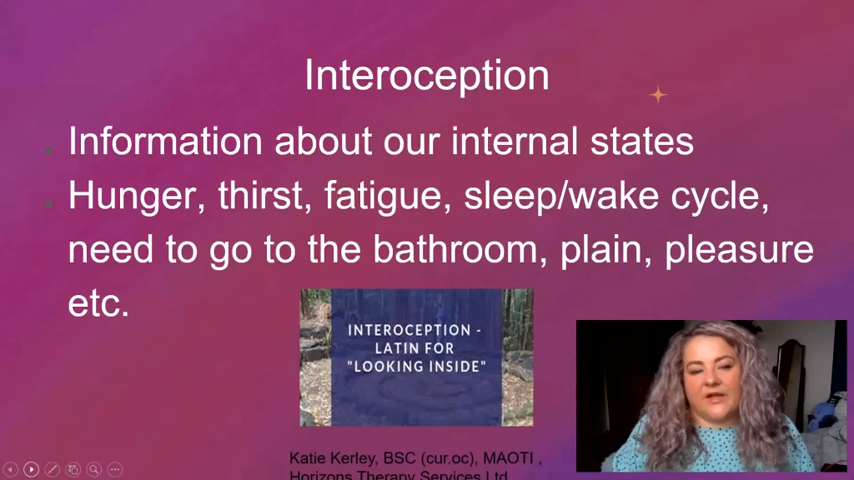 Interoception
Information about our internal states
Hunger, thirst, fatigue, sleep/wake cycle,
need to go to the bathroom, plain, pleasure
etc.
INTEROCEPTION -
LATIN FOR
"LOOKING INSIDE"
Katie Kerley, BSC (cur.oc), MAOTI ,
Horizons Therapy Services Ltd